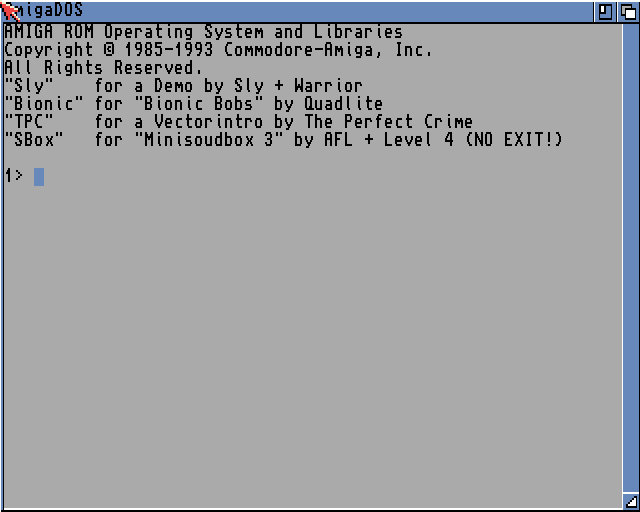 AmigaDOS
AMIGA ROM Operating System and Libraries
Copyright © 1985-1993 Commodore-Amiga, Inc.
All Rights Reserved.
"Sly"    for a Demo by Sly + Warrior
"Bionic" for "Bionic Bobs" by Quadlite
"TPC"    for a Vectorintro by The Perfect Crime
"SBox"   for "Minisoudbox 3" by AFL + Level 4 (NO EXIT!)
1>